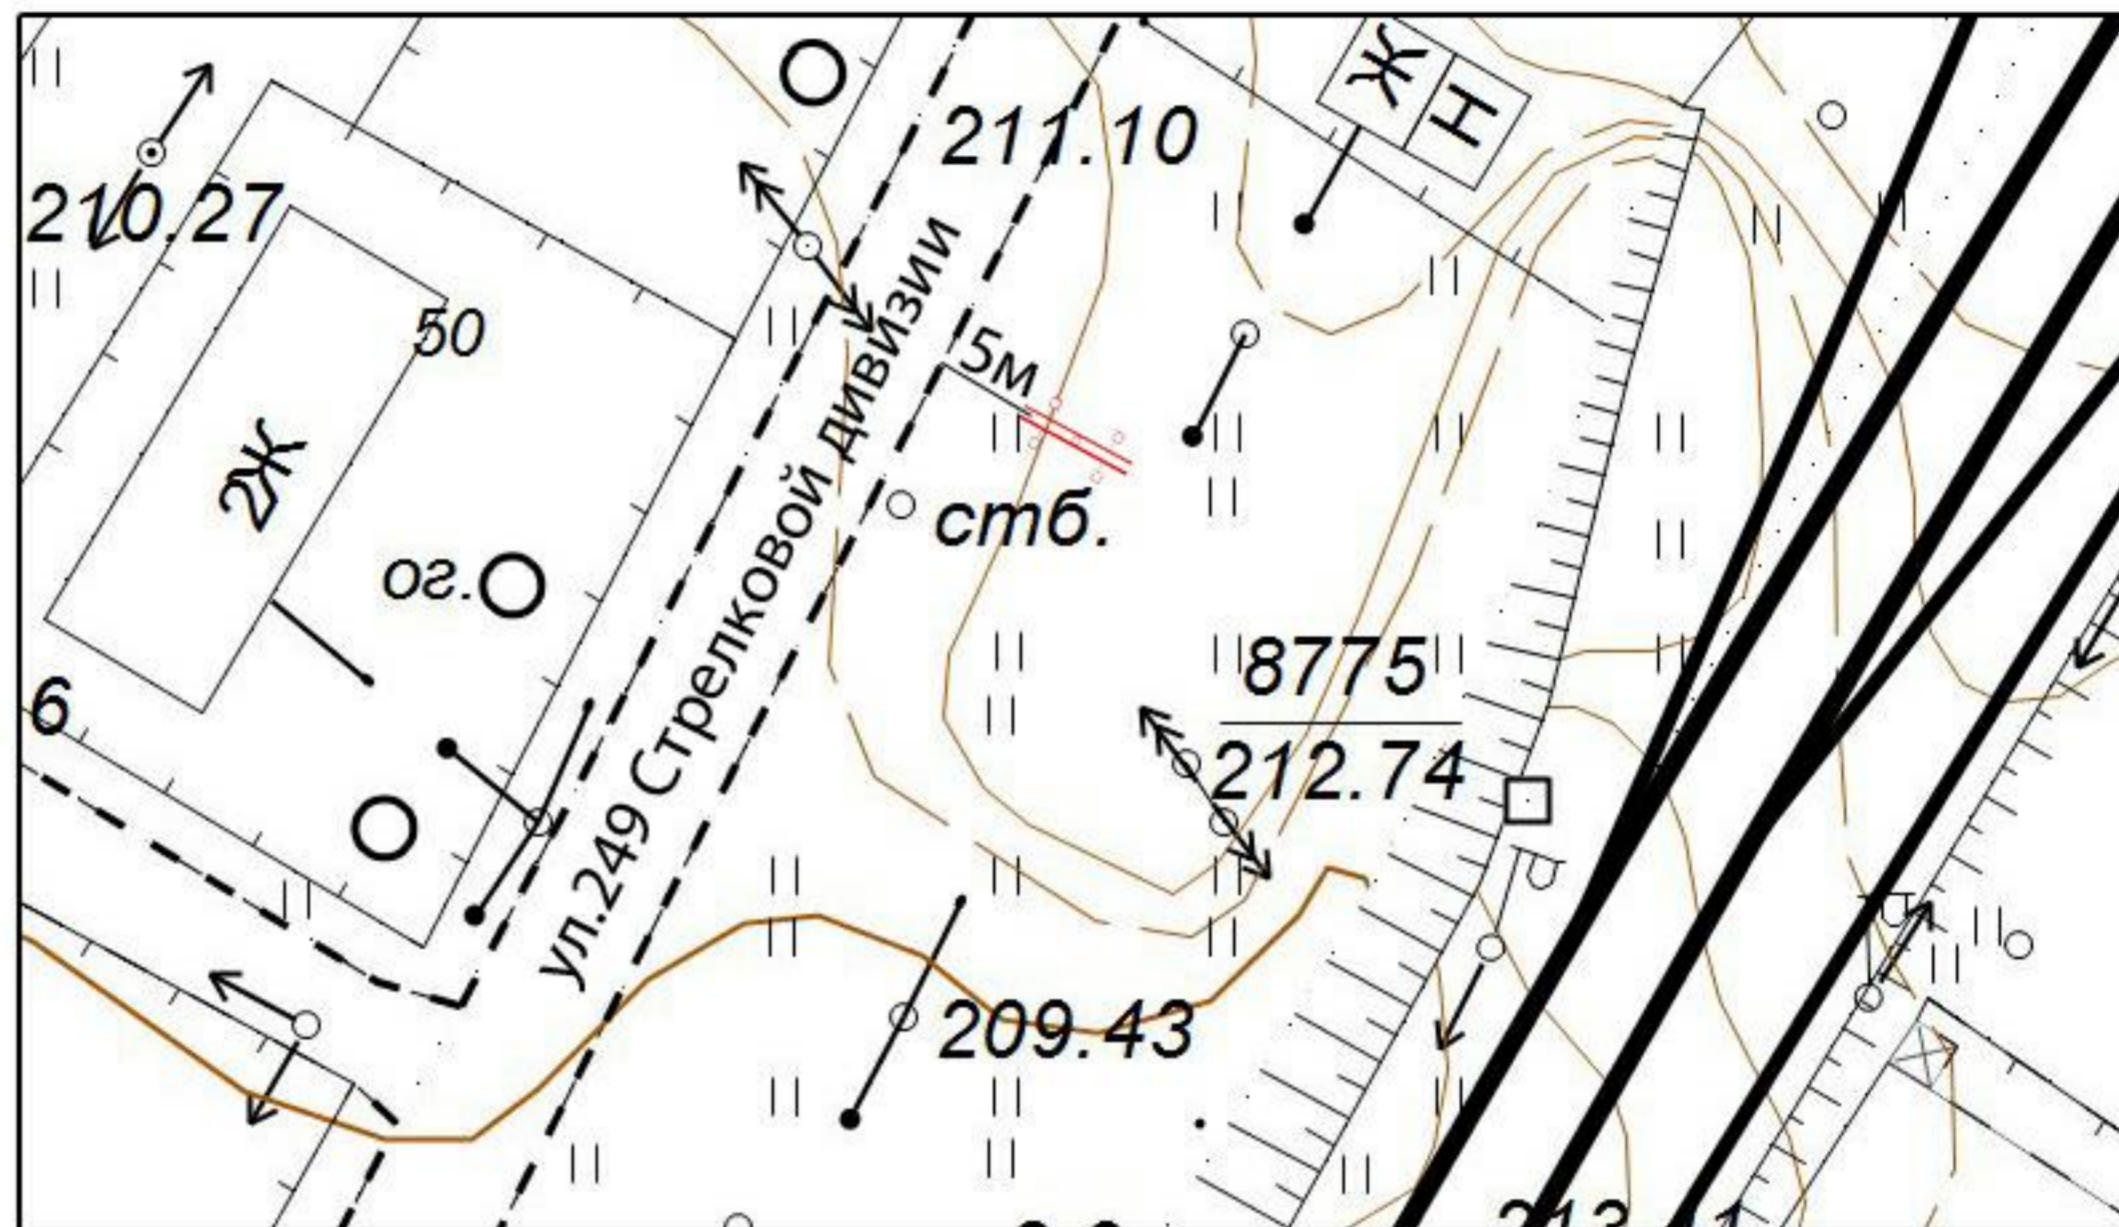 Ж
Н
211.10
210.27
50
5м
2Ж
ул.249 Стрелковой дивизии
стб.
ог.
8775
212.74
6
209.43